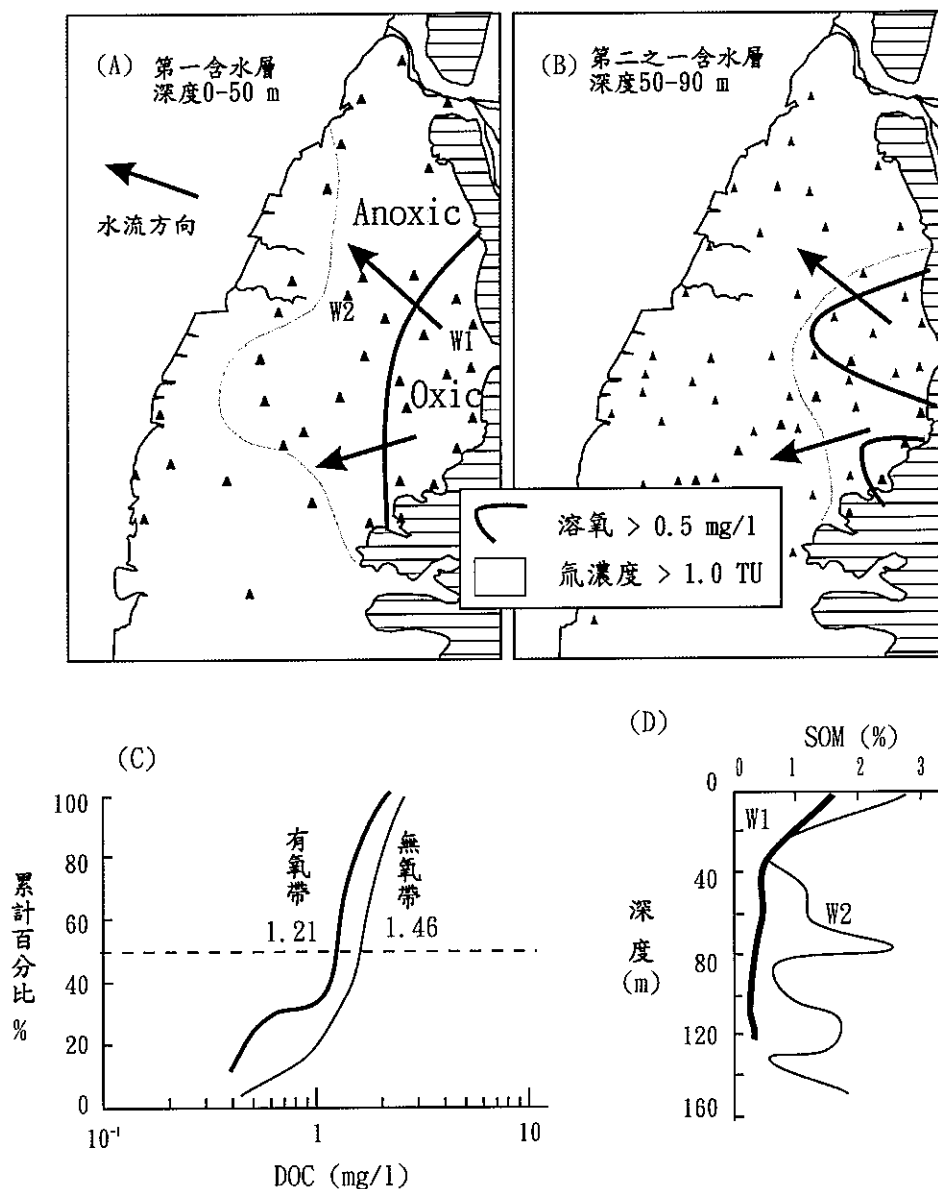 (A) 第一含水層
深度0-50 m
水流方向
Anoxic
W2
W1
Oxic
(B) 第二之一含水層
深度50-90 m
溶氧 > 0.5 mg/l
氚濃度 > 1.0 TU
(C)
累計百分比 %
100
80
60
40
20
0
有氧帶
1.21
無氧帶
1.46
10⁻¹
1
10
DOC (mg/l)
(D)
SOM (%)
0
1
2
3
0
40
80
120
160
深度
(m)
W1
W2